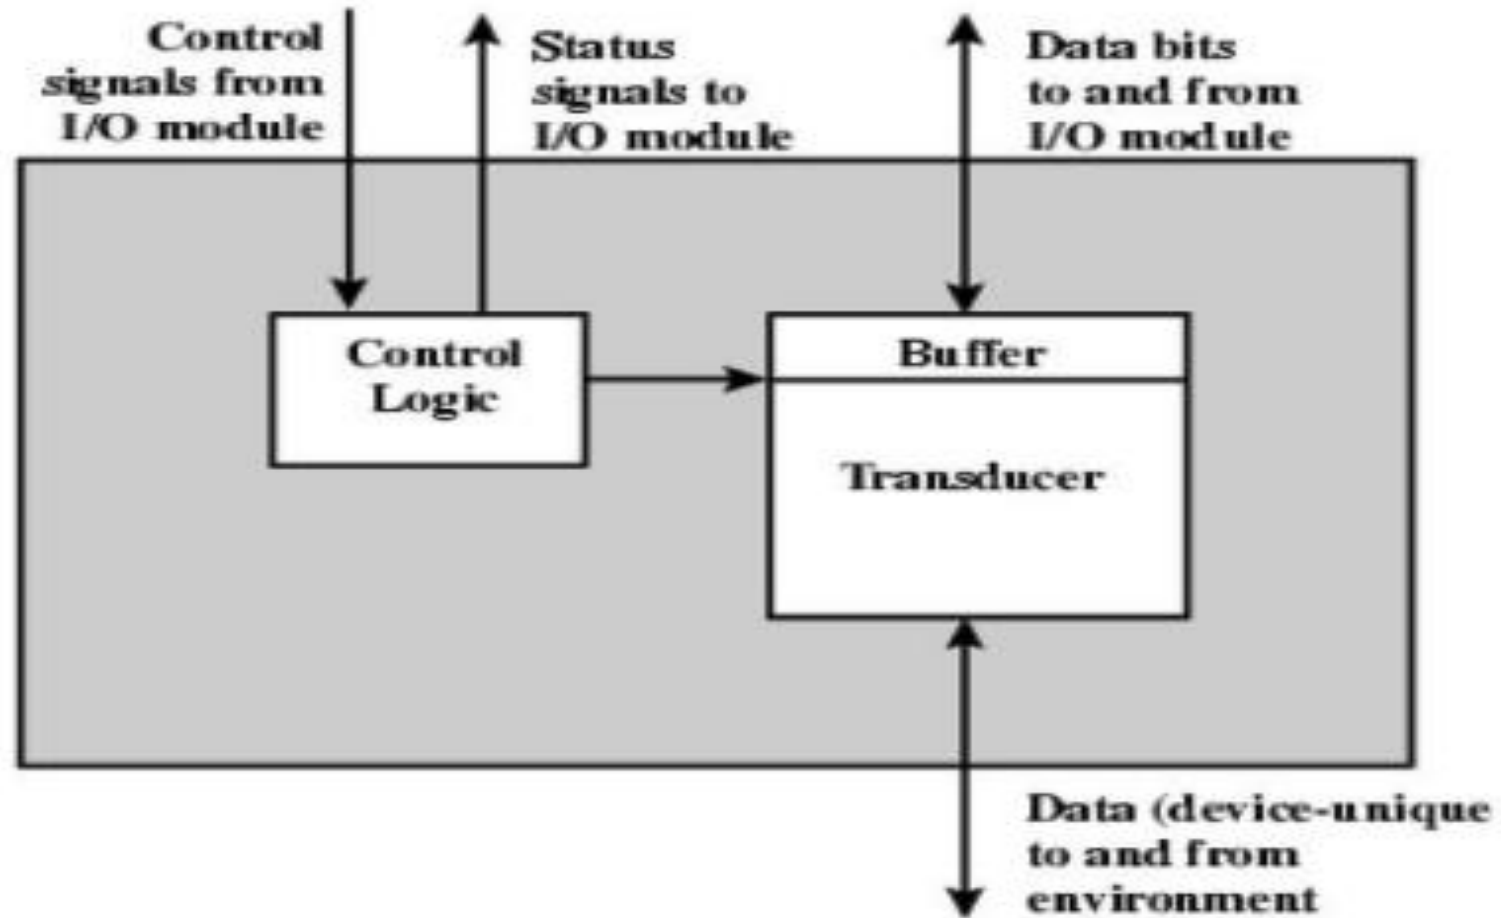 Control
signals from
I/O module
Status
signals to
I/O module
Data bits
to and from
I/O module
Control
Logic
Buffer
Transducer
Data (device-unique
to and from
environment